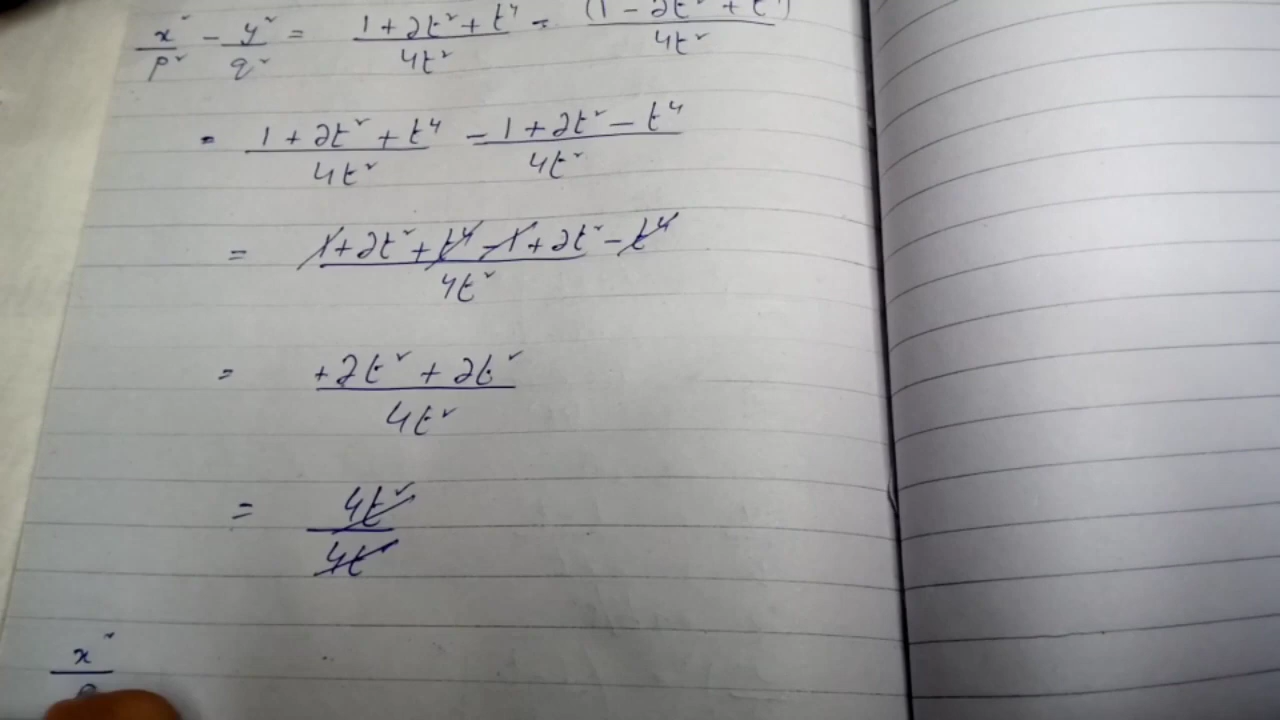 x²/p² - y²/q² = 1+2t²+t⁴/4t² - (1-2t²+t⁴)/4t²
= 1+2t²+t⁴/4t² -1+2t²-t⁴/4t²
= 1+2t²+t⁴-1+2t²-t⁴/4t²
= +2t²+2t²/4t²
= 4t²/4t²
x²